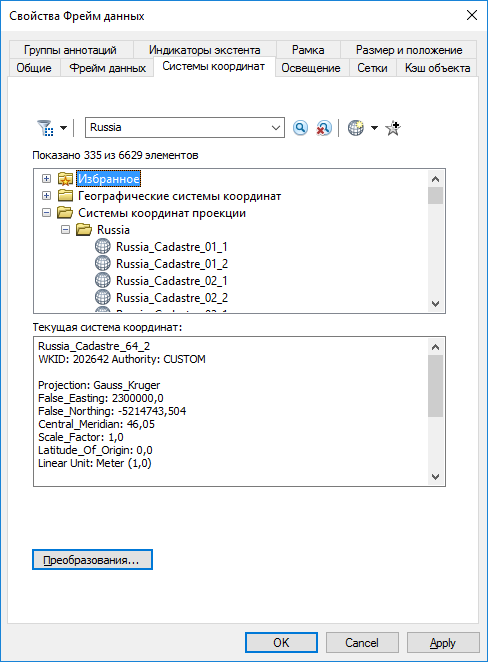 Свойства Фрейм данных
Группы аннотаций Индикаторы экстента Рамка Размер и положение
Общие Фрейм данных Системы координат Освещение Сетки Кэш объекта
Russia
Показано 335 из 6629 элементов
Избранное
Географические системы координат
Системы координат проекции
Russia
Russia_Cadastre_01_1
Russia_Cadastre_01_2
Russia_Cadastre_02_1
Russia_Cadastre_02_2
Текущая система координат:
Russia_Cadastre_64_2
WKID: 202642 Authority: CUSTOM
Projection: Gauss_Kruger
False_Easting: 2300000,0
False_Northing: -5214743,504
Central_Meridian: 46,05
Scale_Factor: 1,0
Latitude_Of_Origin: 0,0
Linear Unit: Meter (1,0)
Преобразования...
OK Cancel Apply